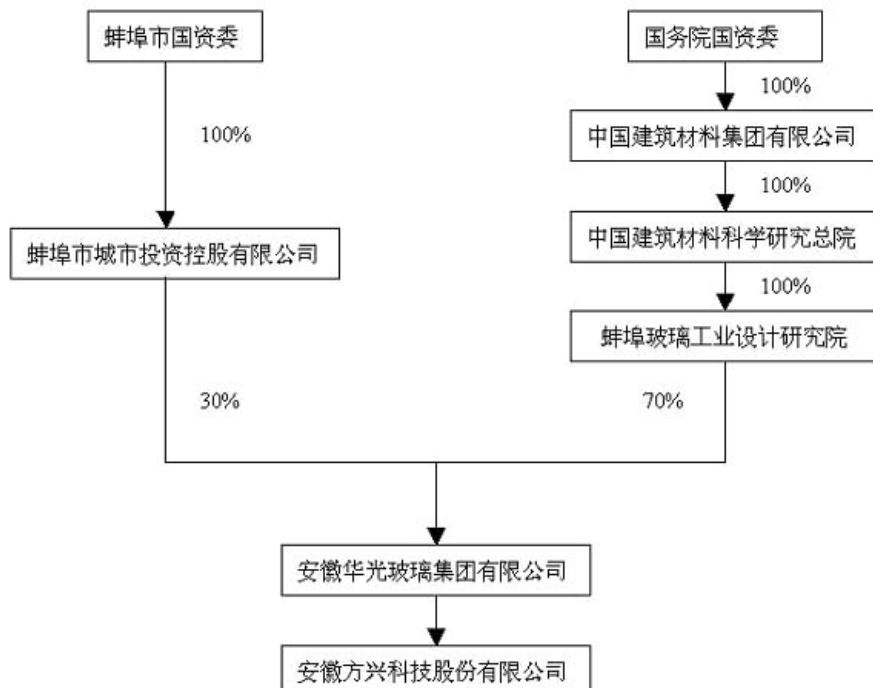 蚌埠市国资委
国务院国资委
100%
中国建筑材料集团有限公司
100%
100%
中国建筑材料科学研究总院
蚌埠市城市投资控股有限公司
100%
蚌埠玻璃工业设计研究院
30%
70%
安徽华光玻璃集团有限公司
安徽方兴科技股份有限公司